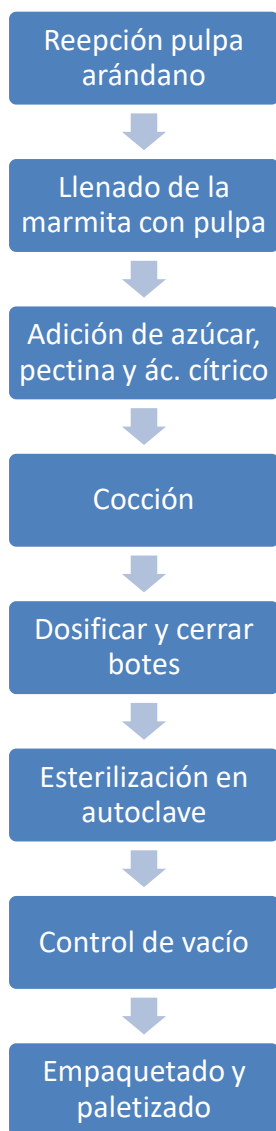 Reepción pulpa
arándano
Llenado de la
marmita con pulpa
Adición de azúcar,
pectina y ác. cítrico
Cocción
Dosificar y cerrar
botes
Esterilización en
autoclave
Control de vacío
Empaquetado y
paletizado